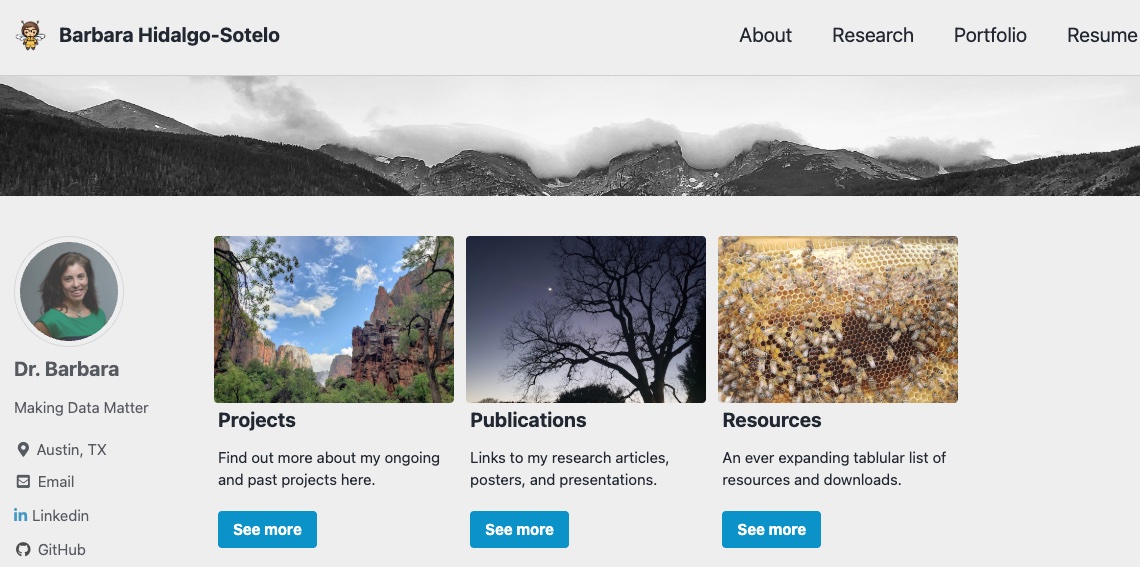 Barbara Hidalgo-Sotelo
About Research Portfolio Resume
Dr. Barbara
Making Data Matter
Austin, TX
Email
Linkedin
GitHub
Projects
Find out more about my ongoing
and past projects here.
See more
Publications
Links to my research articles,
posters, and presentations.
See more
Resources
An ever expanding tablular list of
resources and downloads.
See more